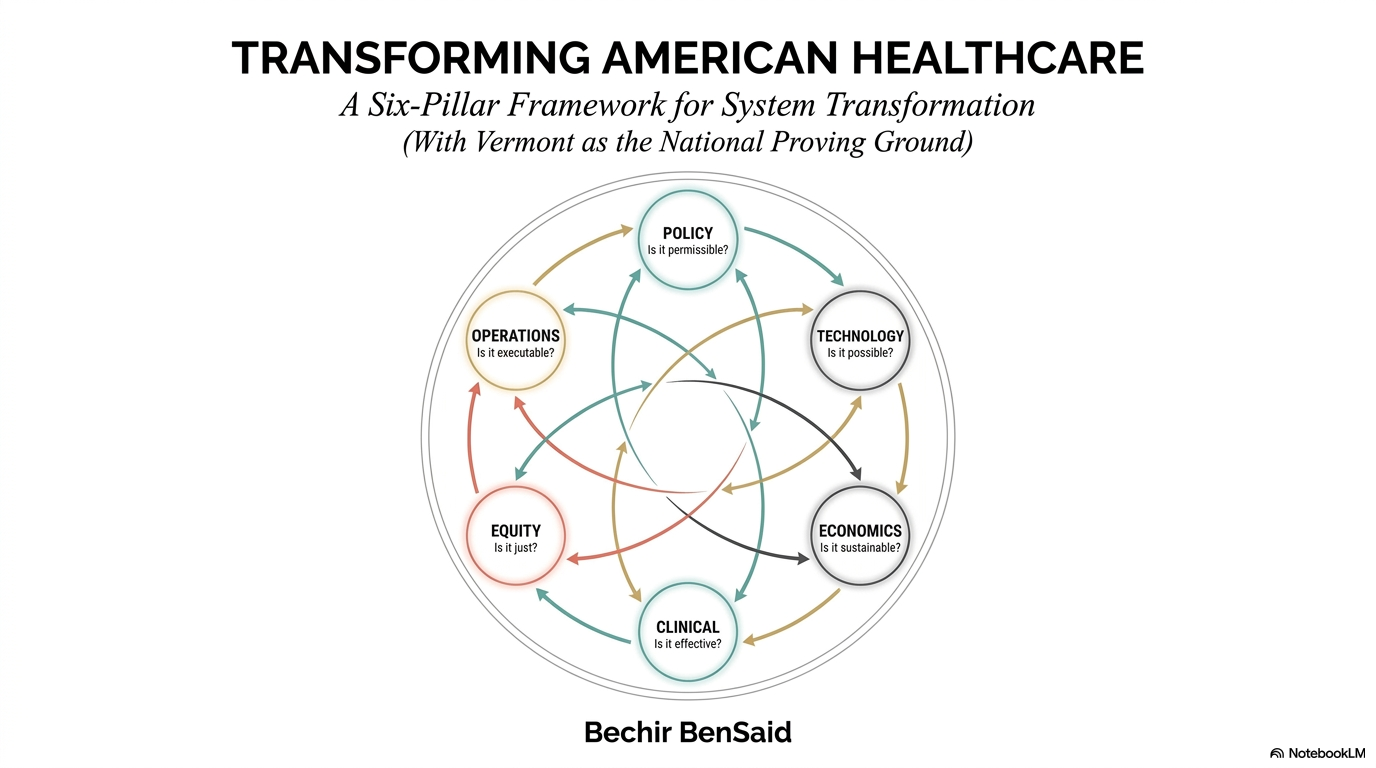 TRANSFORMING AMERICAN HEALTHCARE
A Six-Pillar Framework for System Transformation
(With Vermont as the National Proving Ground)
POLICY
Is it permissible?
OPERATIONS
Is it executable?
TECHNOLOGY
Is it possible?
EQUITY
Is it just?
ECONOMICS
Is it sustainable?
CLINICAL
Is it effective?
Bechir BenSaid
NotebookLM